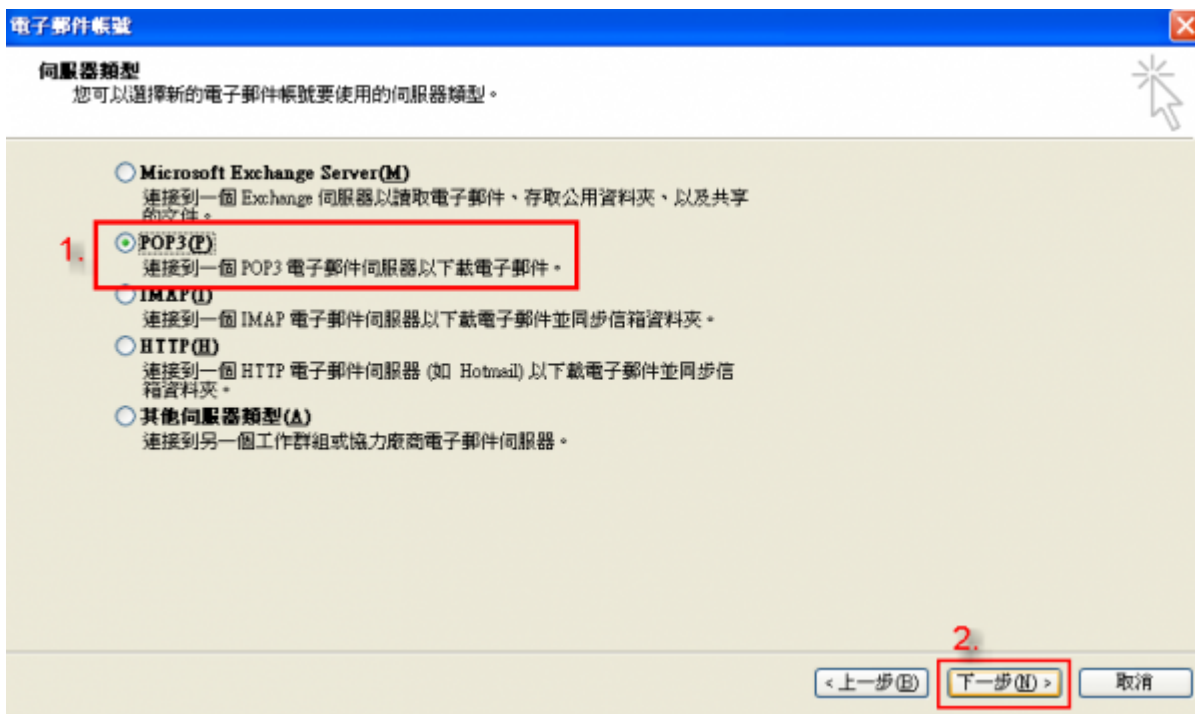 電子郵件帳號
伺服器類型
您可以選擇新的電子郵件帳號要使用的伺服器類型。
Microsoft Exchange Server(M)
連接到一個 Exchange 伺服器以讀取電子郵件、存取公用資料夾、以及共享
的文件。
1.
POP3(P)
連接到一個 POP3 電子郵件伺服器以下載電子郵件。
IMAP(I)
連接到一個 IMAP 電子郵件伺服器以下載電子郵件並同步信箱資料夾。
HTTP(H)
連接到一個 HTTP 電子郵件伺服器 (如 Hotmail) 以下載電子郵件並同步信
箱資料夾。
其他伺服器類型(A)
連接到另一個工作群組或協力廠商電子郵件伺服器。
2.
<上一步(B) 下一步(N) > 取消